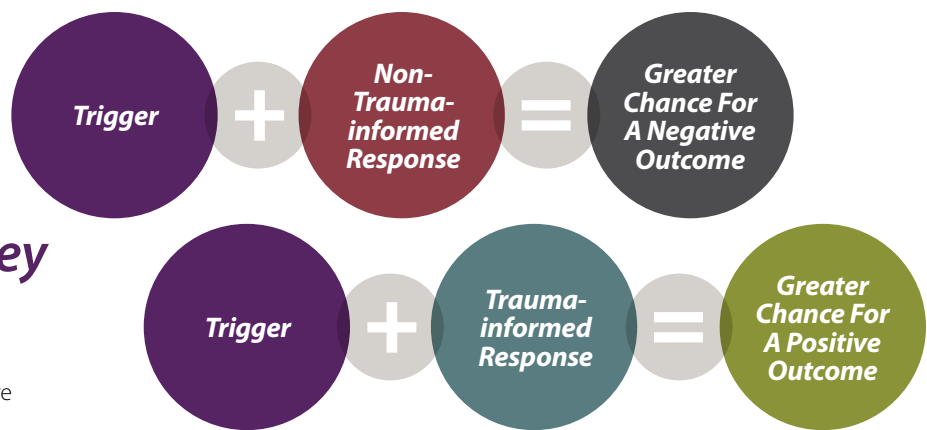 Trigger
+
Non-
Trauma-
informed
Response
=
Greater
Chance For
A Negative
Outcome
Trigger
+
Trauma-
informed
Response
=
Greater
Chance For
A Positive
Outcome